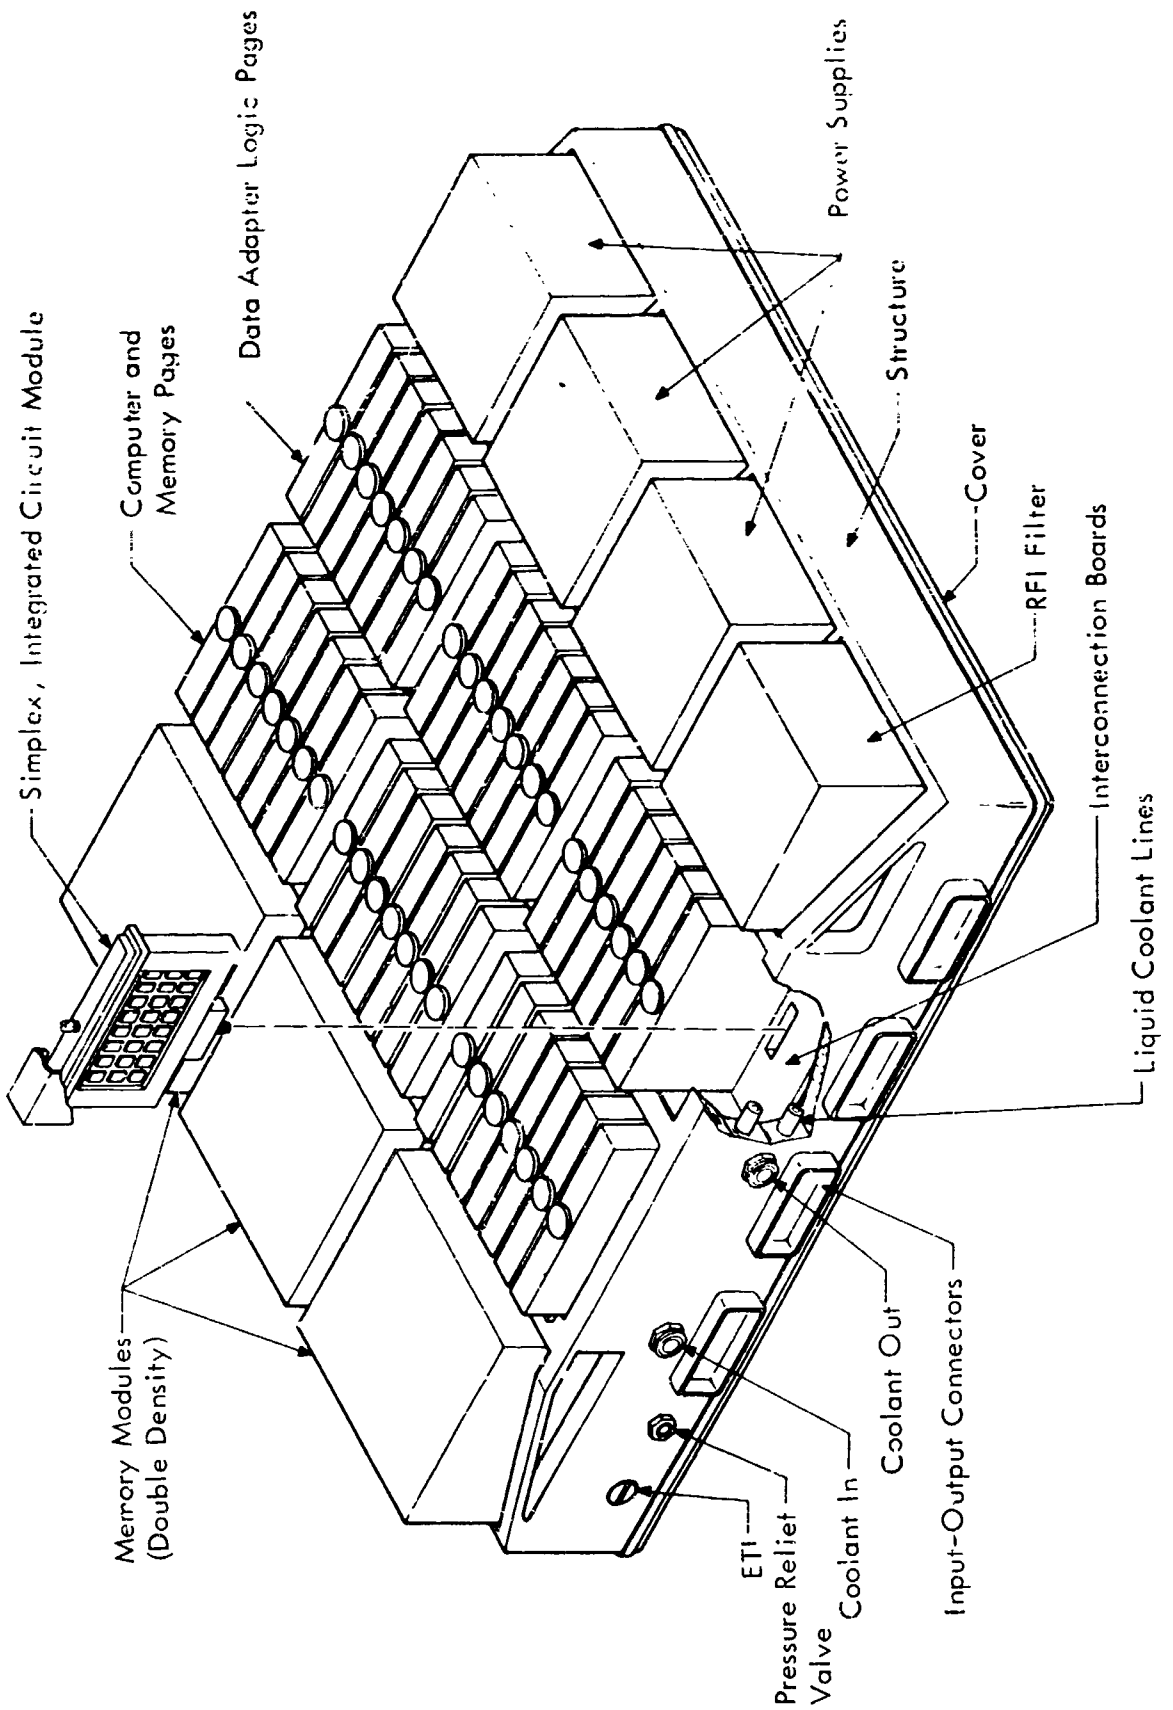 Simplex, Integrated Circuit Module
Computer and
Memory Pages
Data Adapter Logic Pages
Memory Modules
(Double Density)
Power Supplies
Structure
Cover
RFI Filter
Interconnection Boards
Liquid Coolant Lines
ETI
Pressure Relief
Valve
Coolant In
Coolant Out
Input-Output Connectors